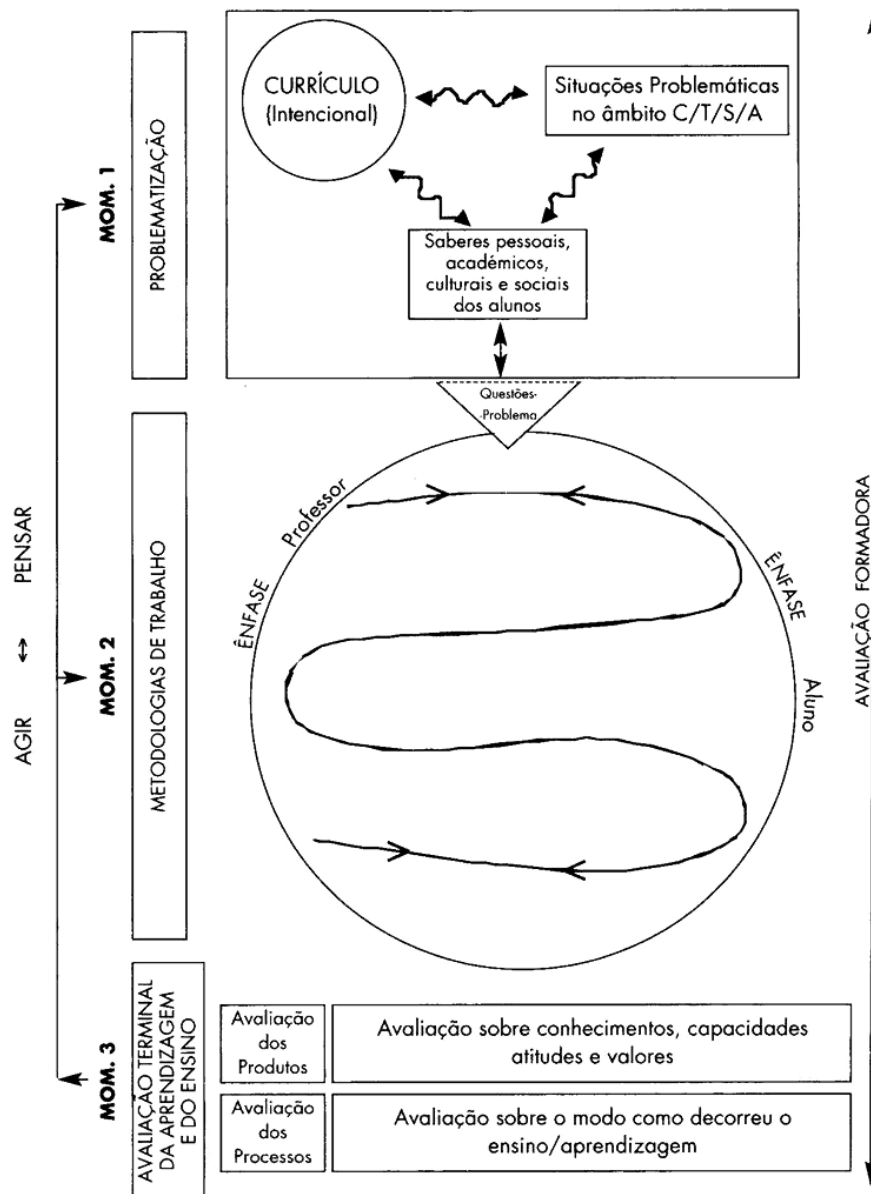 CURRÍCULO
(Intencional)
Situações Problemáticas
no âmbito C/T/S/A
Saberes pessoais,
académicos,
culturais e sociais
dos alunos
Questões-
-Problema
MOM. 1
PROBLEMATIZAÇÃO
AGIR ↔ PENSAR
MOM. 2
METODOLOGIAS DE TRABALHO
ÊNFASE
Professor
ÊNFASE
Aluno
AVALIAÇÃO FORMADORA
MOM. 3
AVALIAÇÃO TERMINAL
DA APRENDIZAGEM
E DO ENSINO
Avaliação
dos
Produtos
Avaliação sobre conhecimentos, capacidades
atitudes e valores
Avaliação
dos
Processos
Avaliação sobre o modo como decorreu o
ensino/aprendizagem